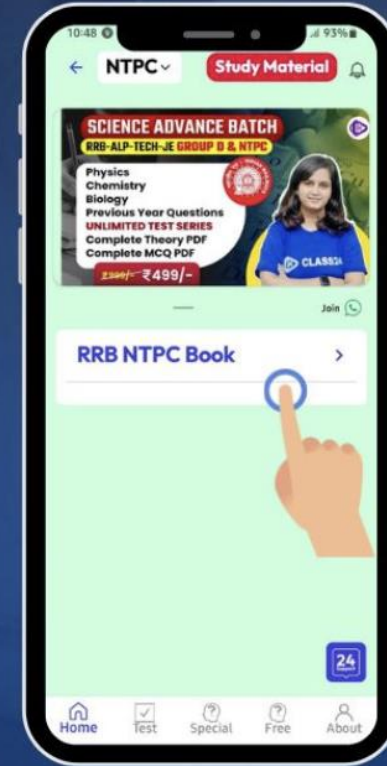 10:48
93%
NTPC
Study Material
SCIENCE ADVANCE BATCH
RRB-ALP-TECH-JE GROUP D & NTPC
Physics
Chemistry
Biology
Previous Year Questions
UNLIMITED TEST SERIES
Complete Theory PDF
Complete MCQ PDF
₹499/-
CLASS24
Join
RRB NTPC Book
24
Home
Test
Special
Free
About